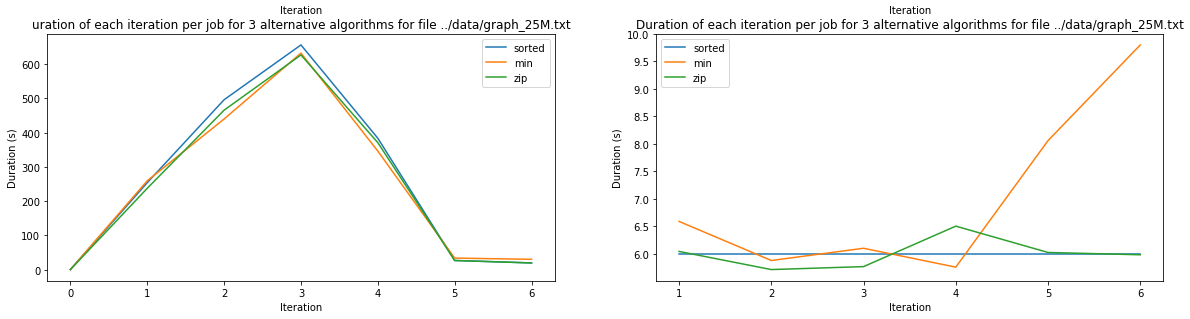 Iteration
uration of each iteration per job for 3 alternative algorithms for file ../data/graph_25M.txt
sorted
min
zip
600
500
400
300
200
100
0
Duration (s)
0 1 2 3 4 5 6
Iteration
Iteration
Duration of each iteration per job for 3 alternative algorithms for file ../data/graph_25M.txt
sorted
min
zip
10.0
9.5
9.0
8.5
8.0
7.5
7.0
6.5
6.0
Duration (s)
1 2 3 4 5 6
Iteration